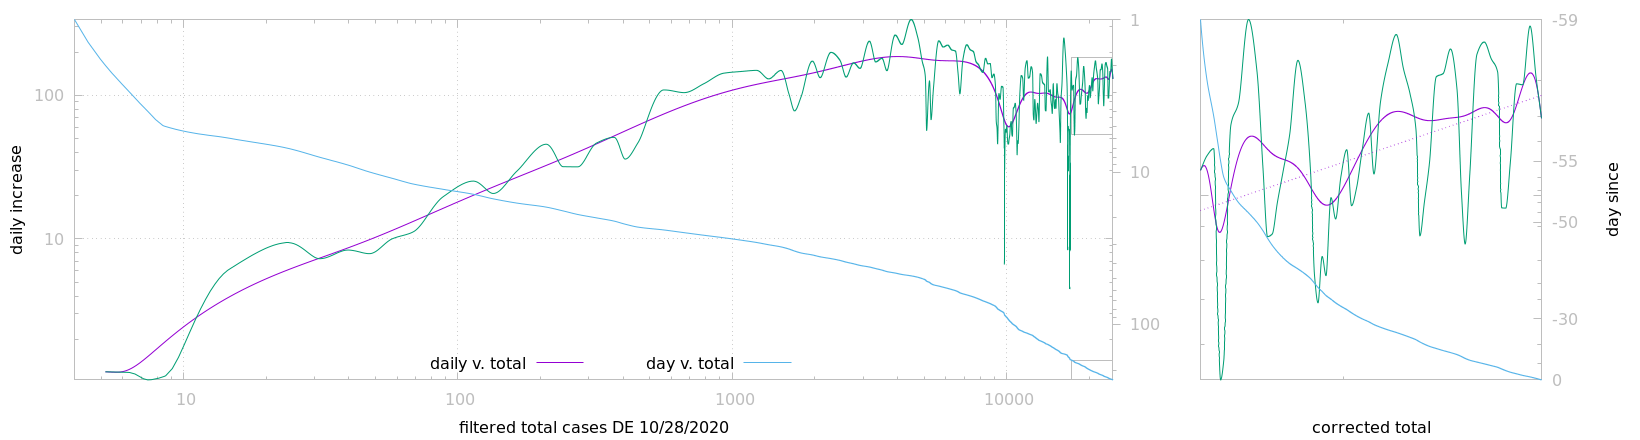 daily increase
100
10
1
10
100
daily v. total
day v. total
10
100
1000
10000
filtered total cases DE 10/28/2020
-59
-55
-50
-30
0
day since
corrected total